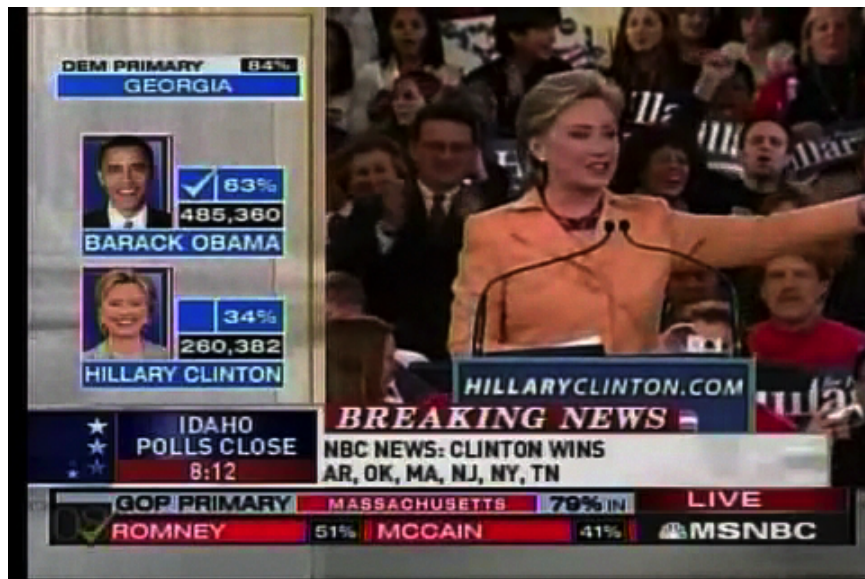 DEM PRIMARY 84%
GEORGIA
63%
485,360
BARACK OBAMA
34%
260,382
HILLARY CLINTON
HILLARYCLINTON.COM
IDAHO
POLLS CLOSE
8:12
BREAKING NEWS
NBC NEWS: CLINTON WINS
AR, OK, MA, NJ, NY, TN
GOP PRIMARY MASSACHUSETTS 79% IN LIVE
ROMNEY 51% MCCAIN 41% MSNBC